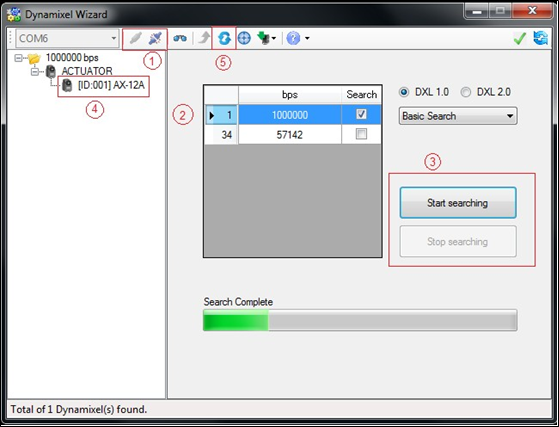 Dynamixel Wizard
COM6
1
5
1000000 bps
ACTUATOR
[ID:001] AX-12A
4
2
bps Search
1 1000000
34 57142
DXL 1.0 DXL 2.0
Basic Search
3
Start searching
Stop searching
Search Complete
Total of 1 Dynamixel(s) found.